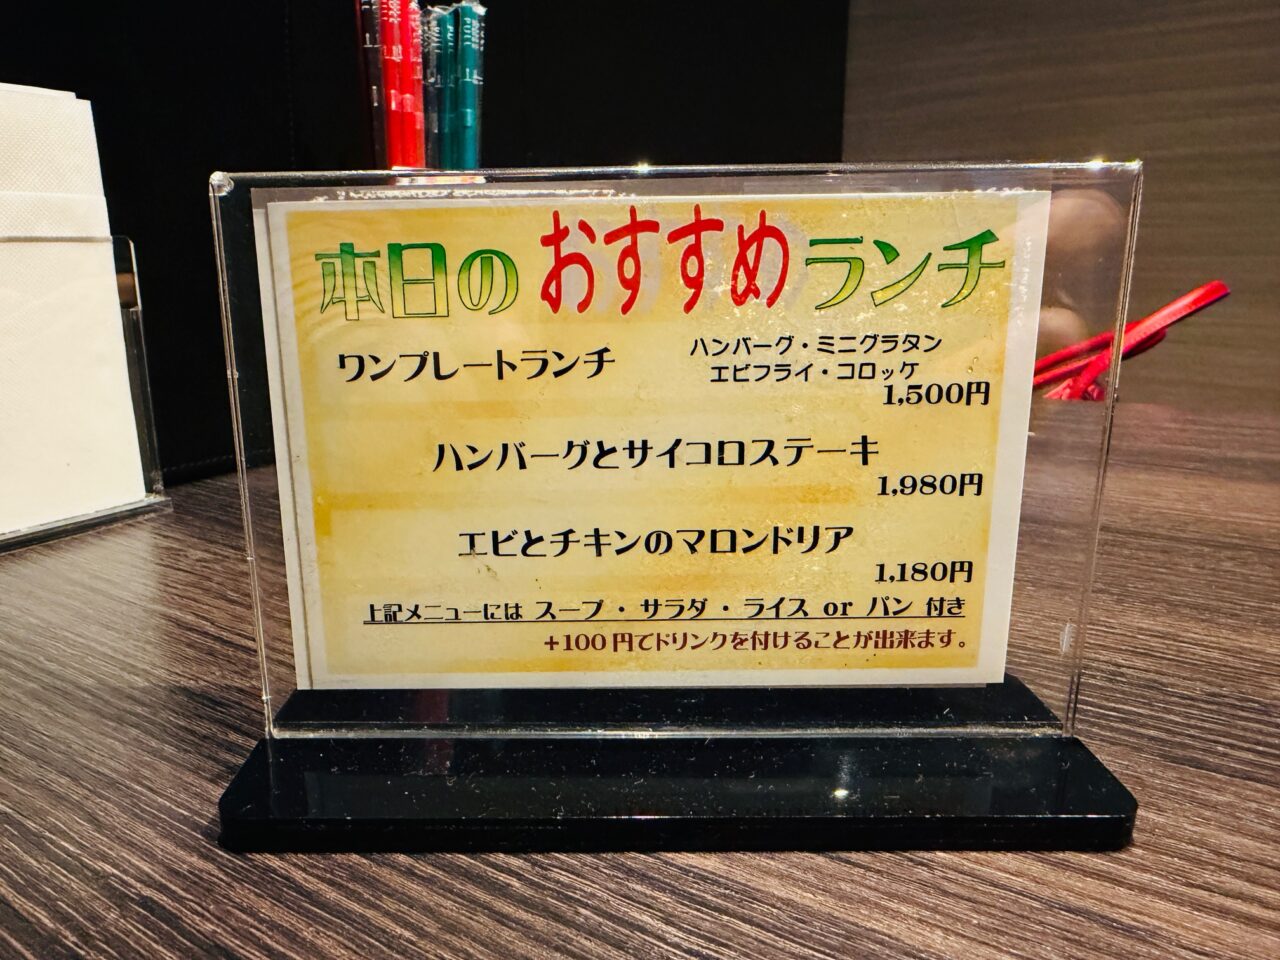 本日のおすすめランチ
ワンプレートランチ
ハンバーグ・ミニグラタン
エビフライ・コロッケ
1,500円
ハンバーグとサイコロステーキ
1,980円
エビとチキンのマロンドリア
1,180円
上記メニューには スープ・サラダ・ライス or パン 付き
+100円でドリンクを付けることが出来ます。